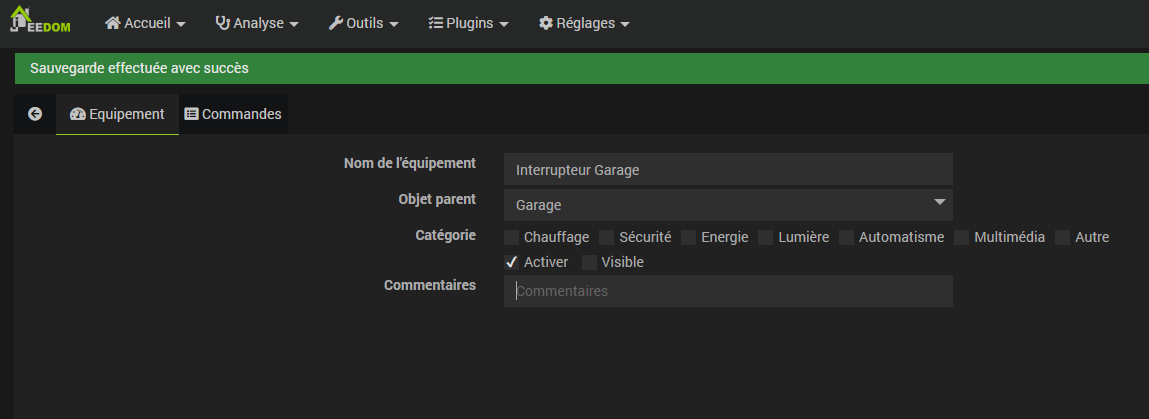 JEEDOM Accueil Analyse Outils Plugins Réglages
Sauvegarde effectuée avec succès
Equipement Commandes
Nom de l'équipement Interrupteur Garage
Objet parent Garage
Catégorie Chauffage Sécurité Energie Lumière Automatisme Multimédia Autre
Activer Visible
Commentaires Commentaires